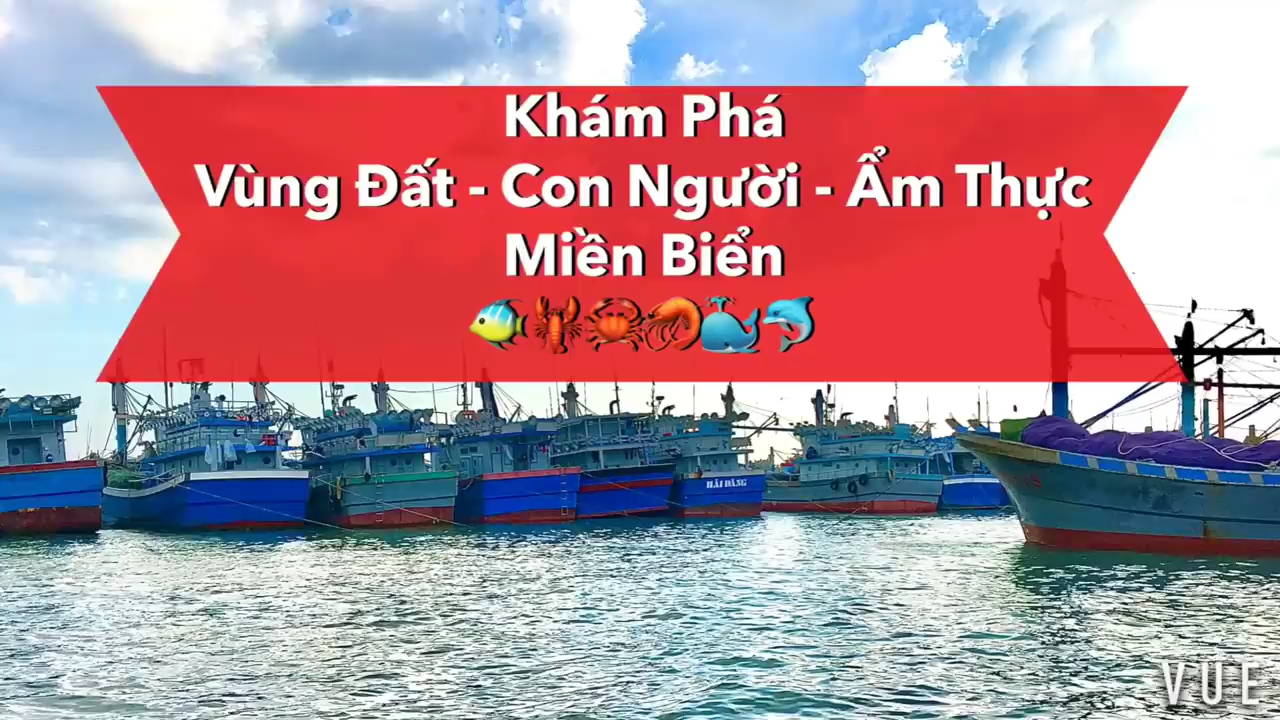 Khám Phá
Vùng Đất - Con Người - Ẩm Thực
Miền Biển
HẢI ĐĂNG
VUE